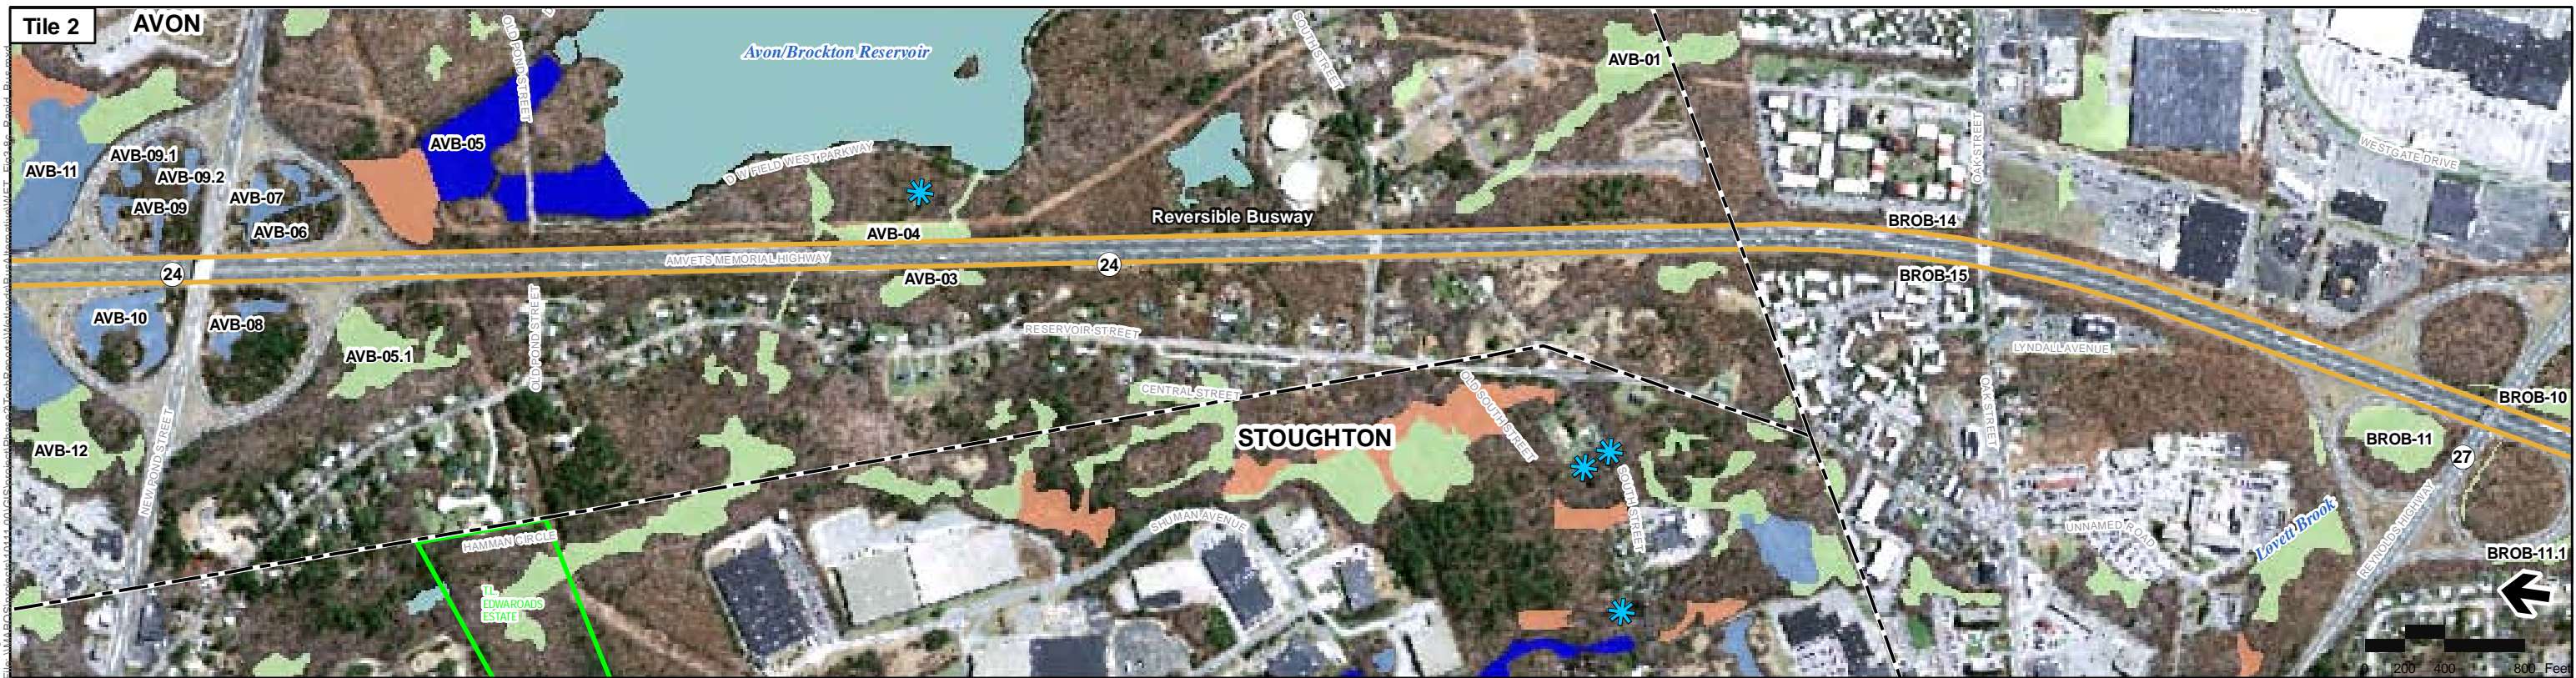 Tile 2
AVON
OLD POND STREET
Avon/Brockton Reservoir
SOUTH STREET
AVB-01
AVB-05
OAK STREET
WESTGATE DRIVE
AVB-09.1
AVB-11
AVB-09.2
AVB-07
AVB-09
AVB-06
D W FIELD WEST PARKWAY
Reversible Busway
BROB-14
AVB-04
AMVETS MEMORIAL HIGHWAY
24
24
AVB-03
BROB-15
AVB-10
AVB-08
OLD POND STREET
RESERVOIR STREET
AVB-05.1
LYNDALL AVENUE
CENTRAL STREET
OLD SOUTH STREET
OAK STREET
BROB-10
AVB-12
NEW POND STREET
STOUGHTON
BROB-11
27
SOUTH STREET
SHUMAN AVENUE
HAMMAN CIRCLE
UNNAMED ROAD
Lovett Brook
REYNOLDS HIGHWAY
BROB-11.1
T.L.
EDWAROADS
ESTATE
0 200 400 800 Feet